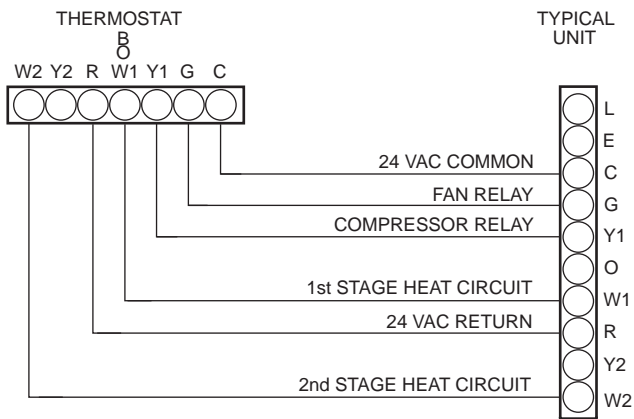 THERMOSTAT
B
O
W2 Y2 R W1 Y1 G C
TYPICAL
UNIT
L
E
24 VAC COMMON C
FAN RELAY G
COMPRESSOR RELAY Y1
O
1st STAGE HEAT CIRCUIT W1
24 VAC RETURN R
Y2
2nd STAGE HEAT CIRCUIT W2